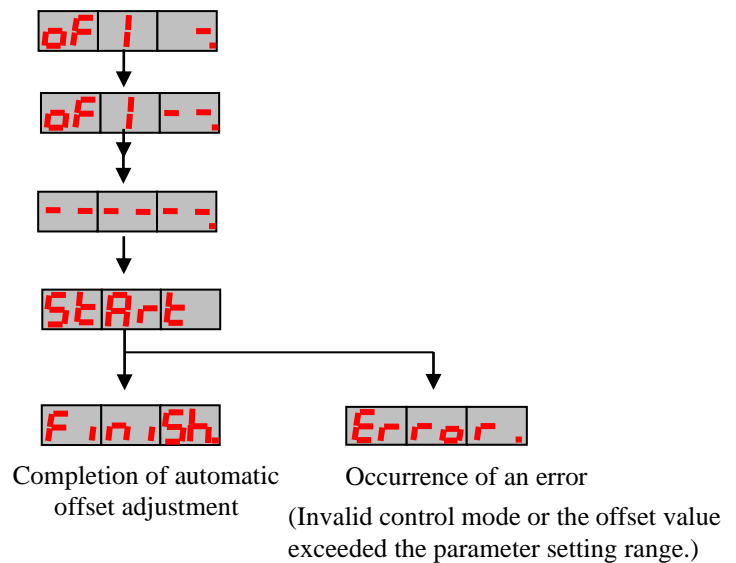 oF1 -.
oF1 - -.
- - - - - -.
StArt
FiniSh.
Error.
Completion of automatic
offset adjustment
Occurrence of an error
(Invalid control mode or the offset value
exceeded the parameter setting range.)